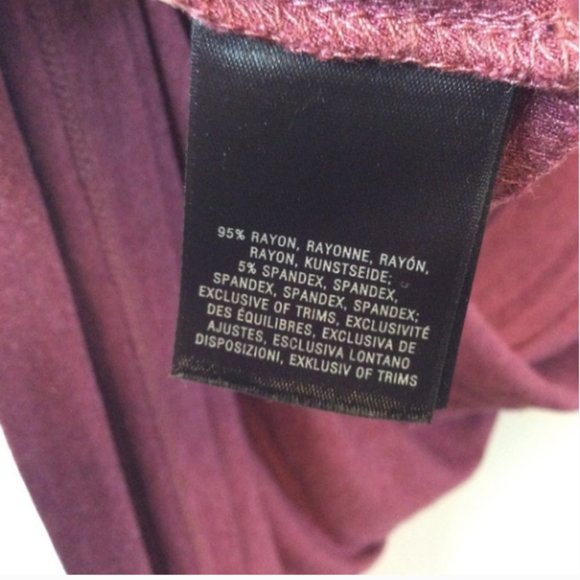 95% RAYON, RAYONNE, RAYÓN,
RAYON, KUNSTSEIDE;
5% SPANDEX, SPANDEX,
SPANDEX, SPANDEX, SPANDEX;
EXCLUSIVE OF TRIMS, EXCLUSIVITÉ
DES ÉQUILIBRES, EXCLUSIVA DE
AJUSTES, ESCLUSIVA LONTANO
DISPOSIZIONI, EXKLUSIV OF TRIMS